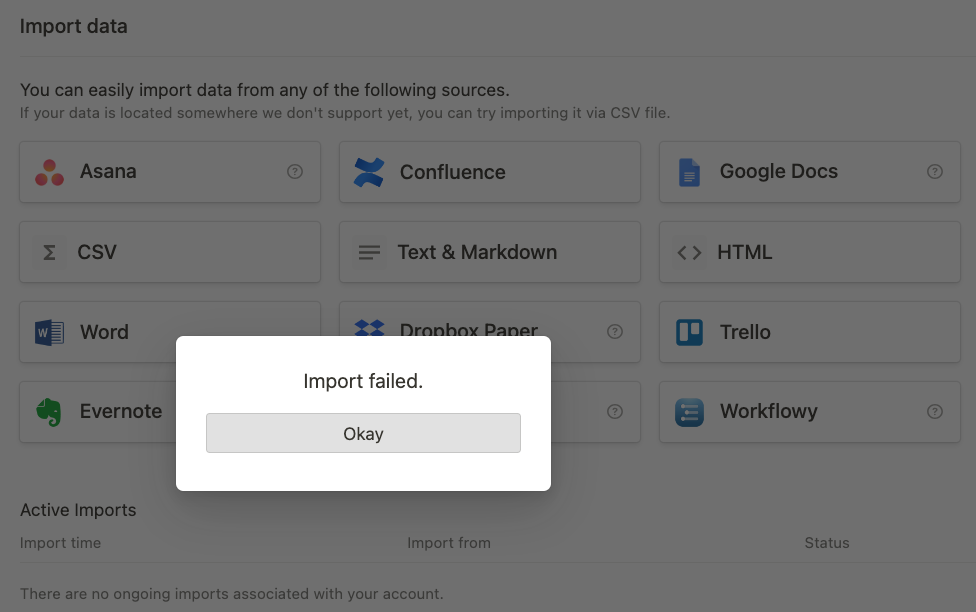 Import data
You can easily import data from any of the following sources.
If your data is located somewhere we don't support yet, you can try importing it via CSV file.
Asana ?
Confluence
Google Docs ?
Σ CSV
Text & Markdown
<> HTML
W Word
Dropbox Paper ?
Trello
Evernote
?
Workflowy ?
Import failed.
Okay
Active Imports
Import time Import from Status
There are no ongoing imports associated with your account.